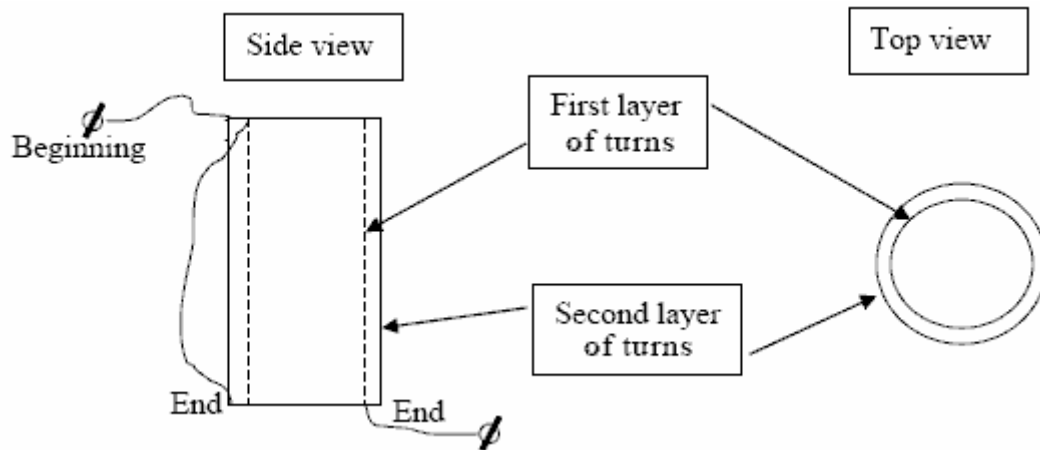 Side view
Top view
First layer
of turns
Beginning
Second layer
of turns
End
End